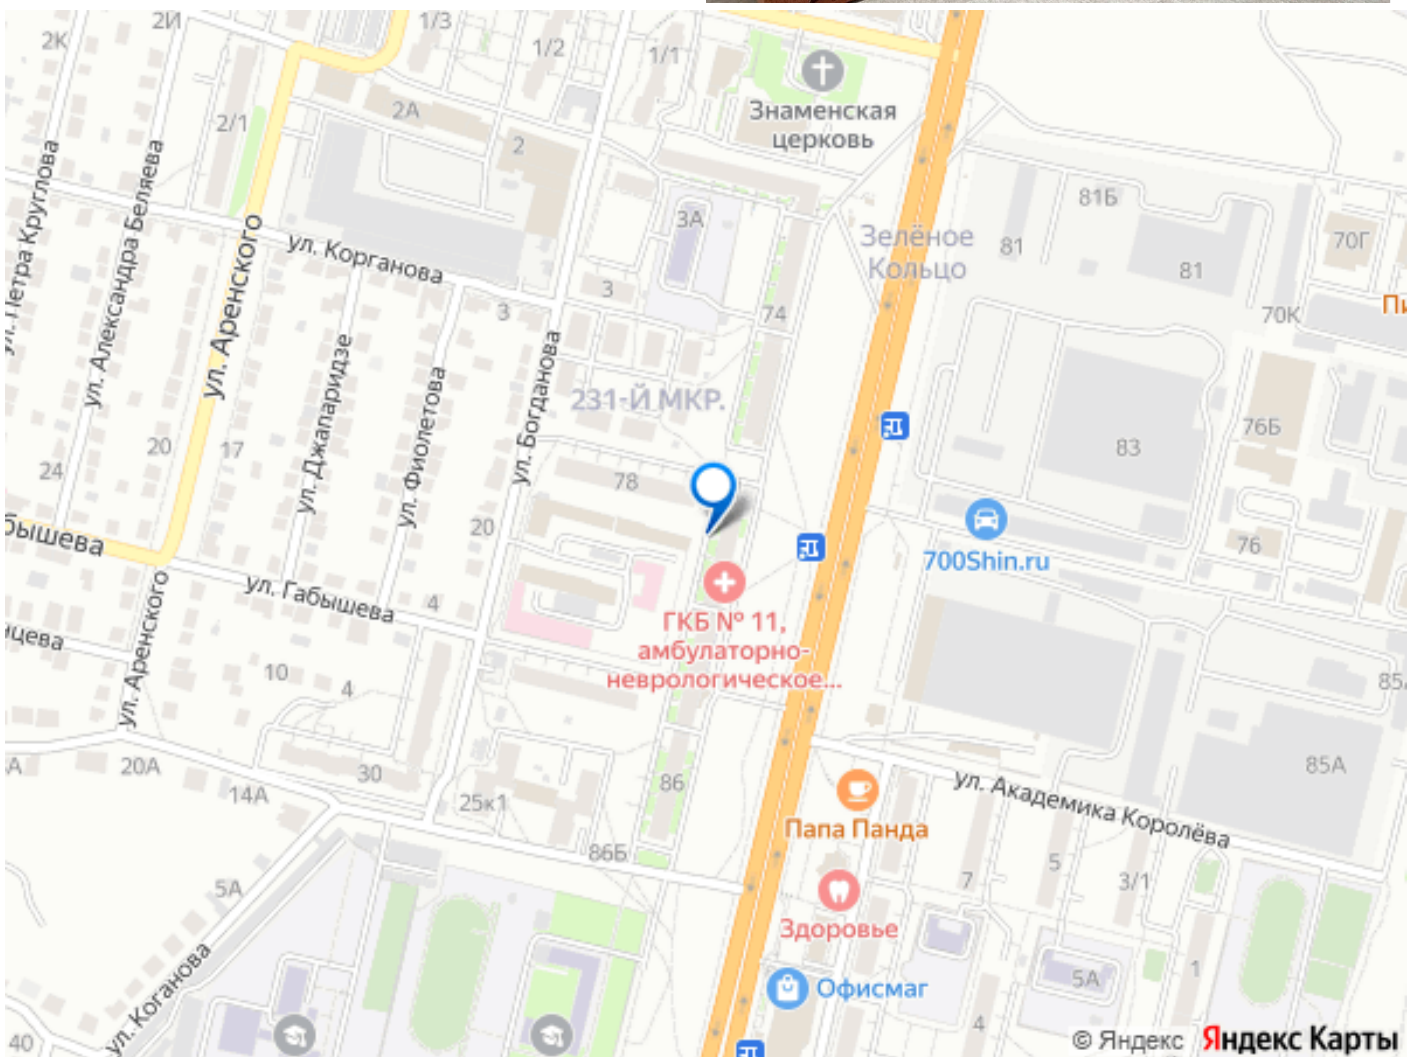 2К
2И
1/3
1/2
1/1
Знаменская
церковь
2А
2/1
2
ул. Петра Круглова
ул. Александра Беляева
ул. Аренского
ул. Корганова
3А
Зелёное
Кольцо
81Б
81
81
70Г
70К
Пи
3
3
74
ул. Джапаридзе
ул. Фиолетова
ул. Богданова
231-Й МКР.
20
17
24
78
20
83
76Б
76
700Shin.ru
бышева
ул. Габышева
4
ГКБ № 11,
амбулаторно-
неврологическое...
нцева
ул. Аренского
10
4
85А
20А
14А
30
25к1
86
86Б
ул. Академика Королёва
85А
Папа Панда
7
5
3/1
5А
Здоровье
ул. Коганова
Офисмаг
5А
1
4
40
© Яндекс Яндекс Карты